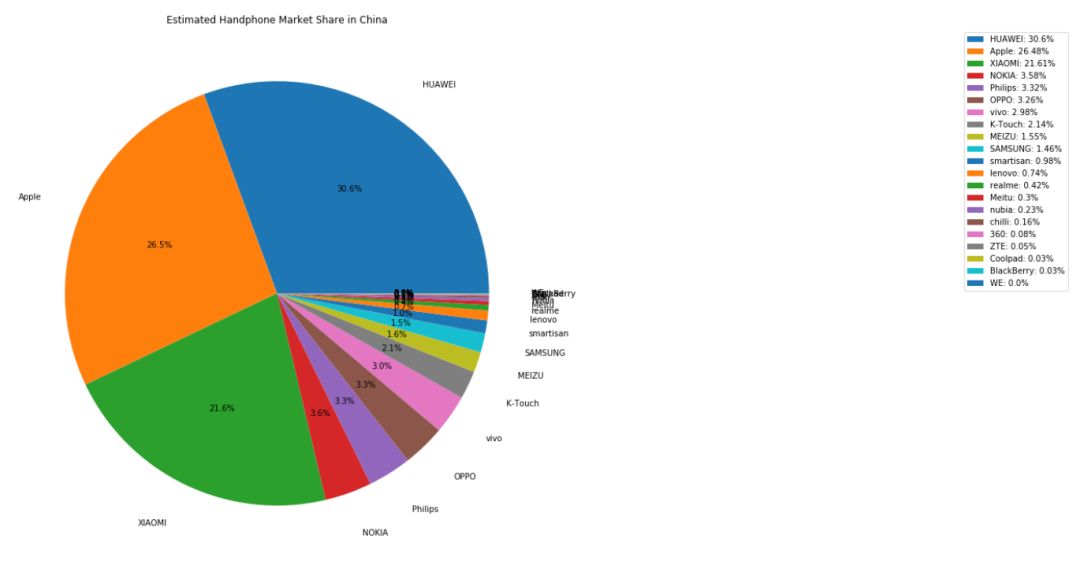 Estimated Handphone Market Share in China
HUAWEI
30.6%
Apple
26.5%
XIAOMI
21.6%
NOKIA
3.6%
Philips
3.3%
OPPO
3.3%
vivo
3.0%
K-Touch
2.1%
MEIZU
1.6%
SAMSUNG
1.5%
smartisan
1.0%
lenovo
0.7%
realme
Meitu
HUAWEI: 30.6%
Apple: 26.48%
XIAOMI: 21.61%
NOKIA: 3.58%
Philips: 3.32%
OPPO: 3.26%
vivo: 2.98%
K-Touch: 2.14%
MEIZU: 1.55%
SAMSUNG: 1.46%
smartisan: 0.98%
lenovo: 0.74%
realme: 0.42%
Meitu: 0.3%
nubia: 0.23%
chilli: 0.16%
360: 0.08%
ZTE: 0.05%
Coolpad: 0.03%
BlackBerry: 0.03%
WE: 0.0%